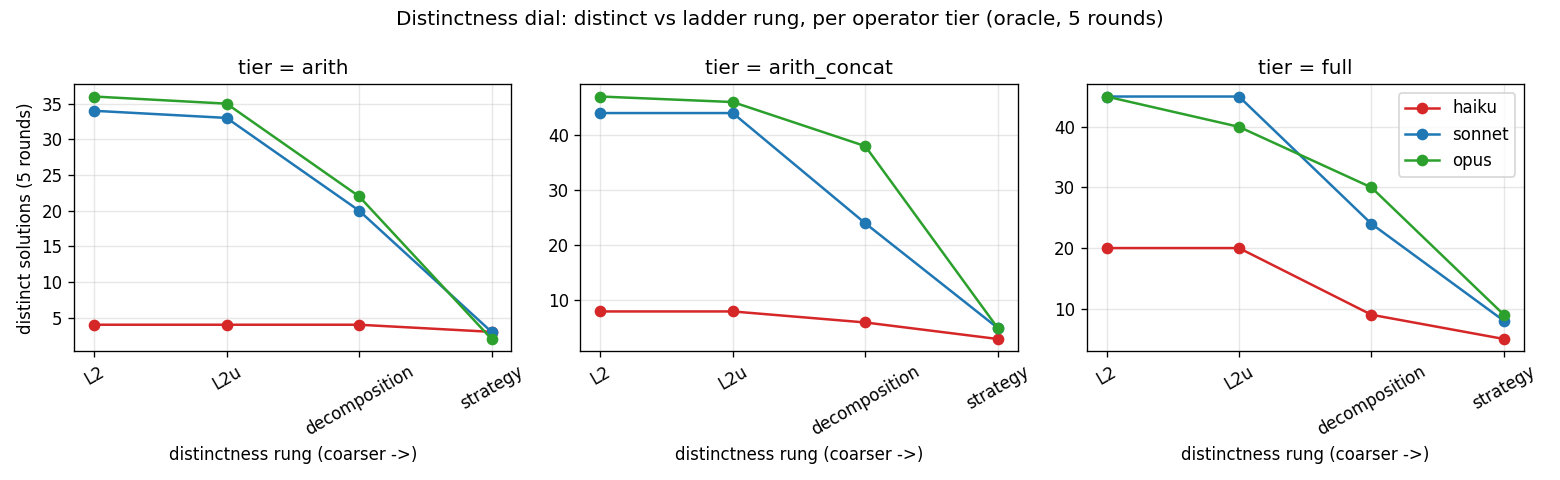 Distinctness dial: distinct vs ladder rung, per operator tier (oracle, 5 rounds)
tier = arith
distinct solutions (5 rounds)
35
30
25
20
15
10
5
L2
L2u
decomposition
strategy
distinctness rung (coarser ->)
tier = arith_concat
40
30
20
10
L2
L2u
decomposition
strategy
distinctness rung (coarser ->)
tier = full
40
30
20
10
haiku
sonnet
opus
L2
L2u
decomposition
strategy
distinctness rung (coarser ->)